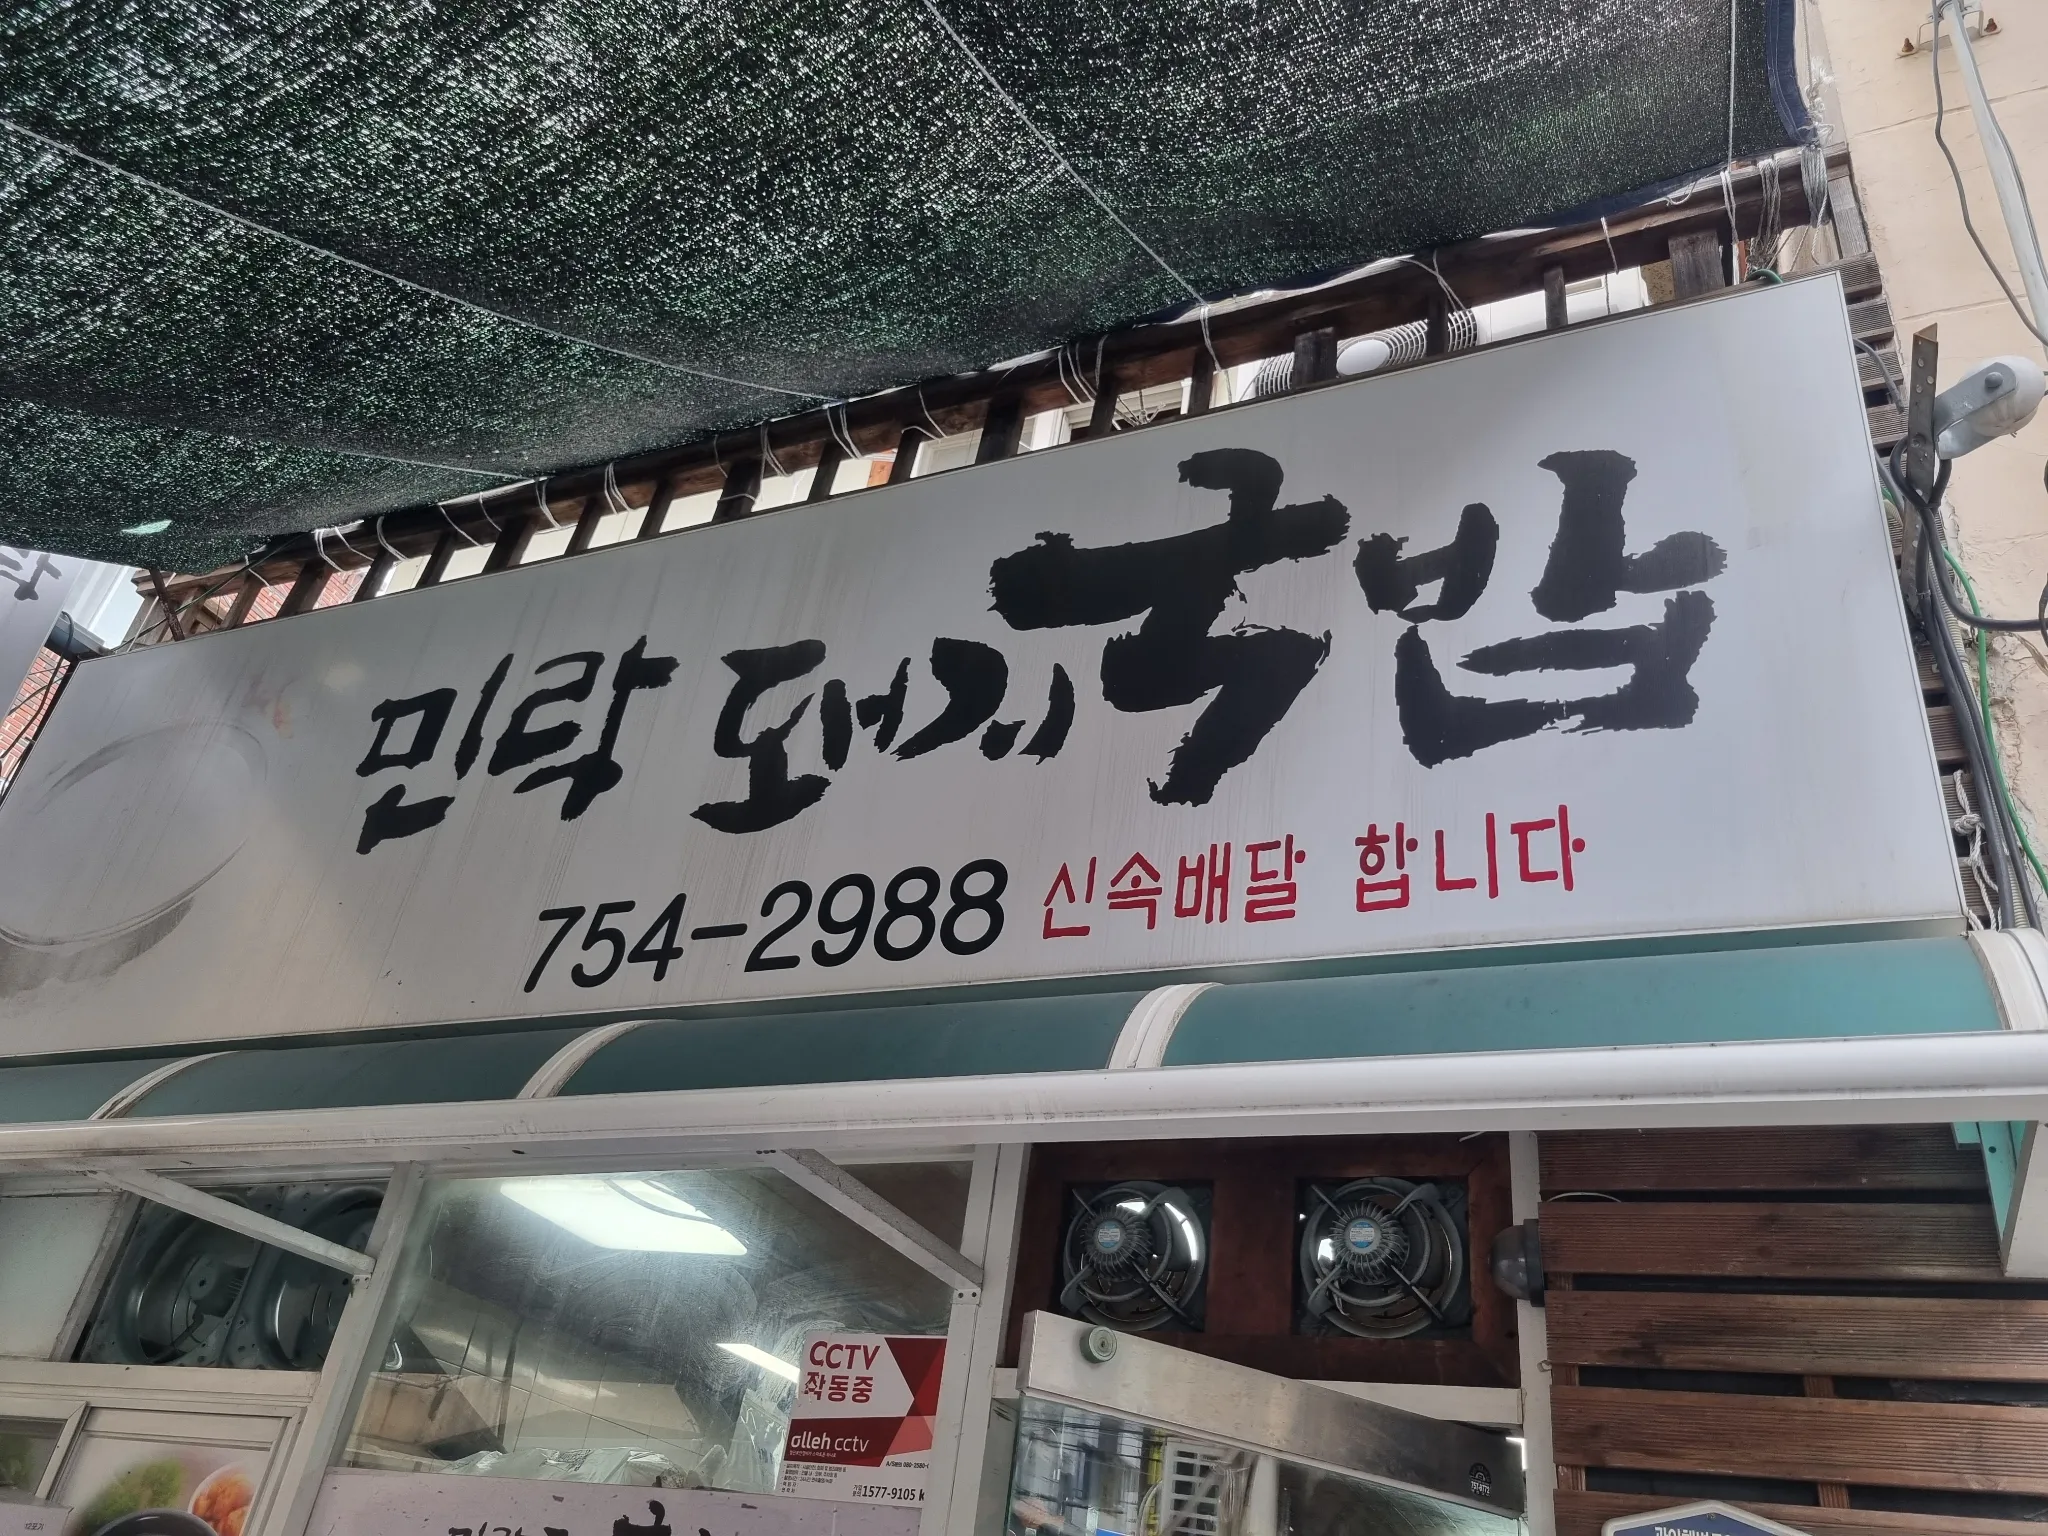 민락 돼지국밥
754-2988 신속배달 합니다
CCTV
작동중
olleh cctv
1577-9105